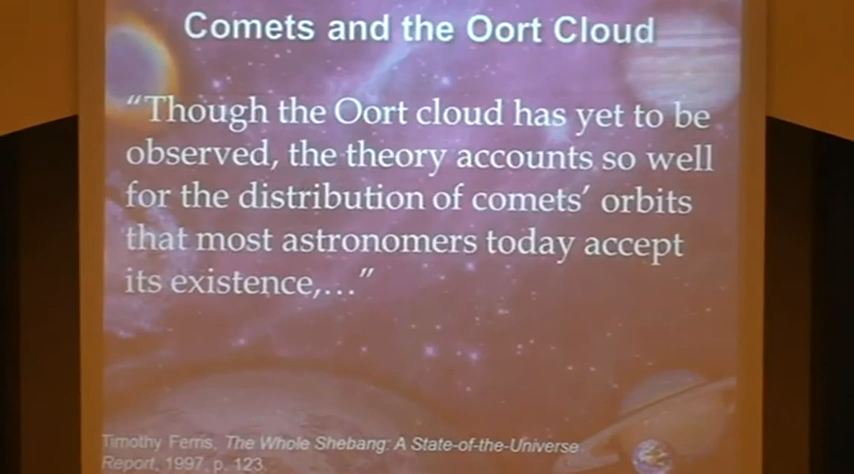 Comets and the Oort Cloud
“Though the Oort cloud has yet to be
observed, the theory accounts so well
for the distribution of comets’ orbits
that most astronomers today accept
its existence,…”
Timothy Ferris, The Whole Shebang: A State-of-the-Universe
Report, 1997, p. 123.